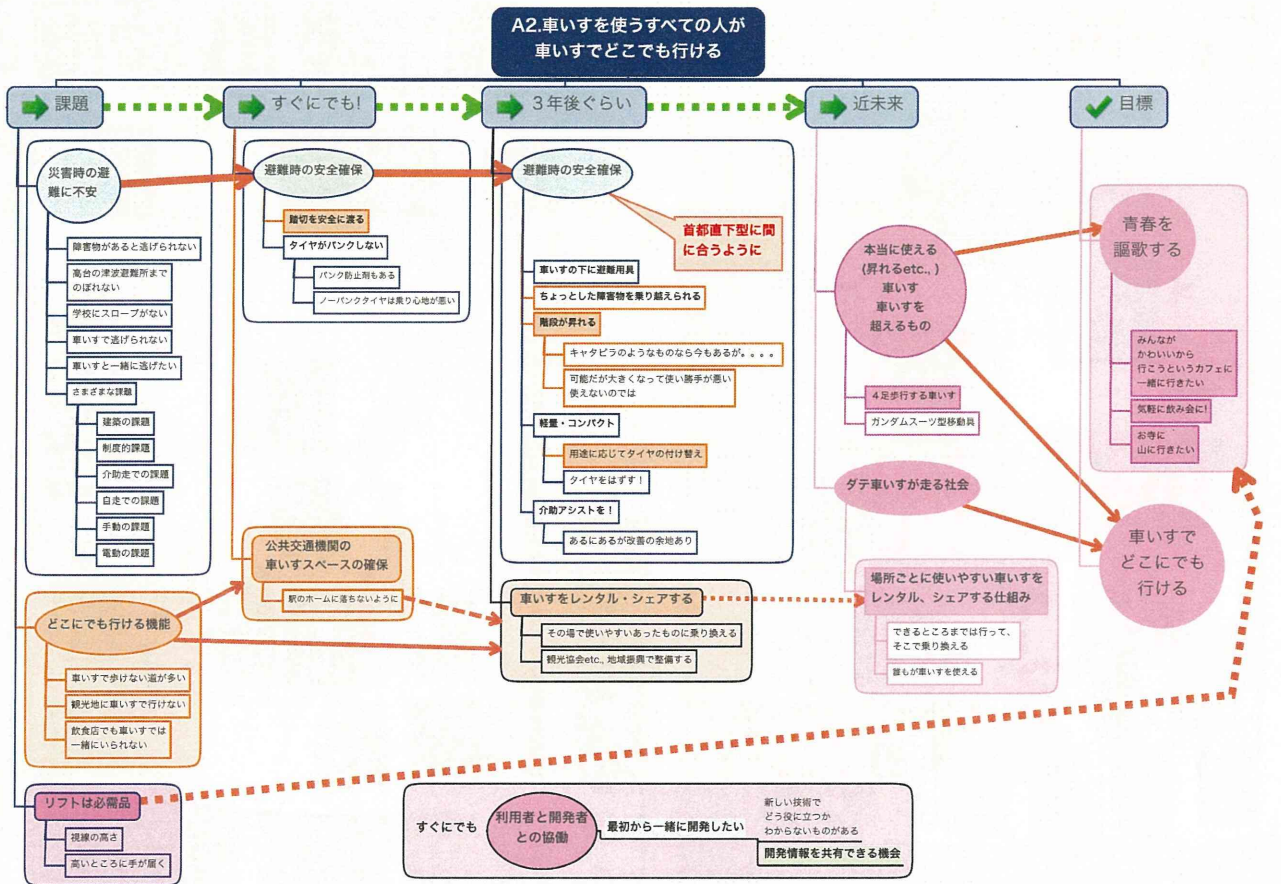 A2.車いすを使うすべての人が
車いすでどこでも行ける
課題
すぐにでも!
３年後ぐらい
近未来
目標
災害時の避
難に不安
障害物があると逃げられない
高台の津波避難所まで
のぼれない
学校にスロープがない
車いすで逃げられない
車いすと一緒に逃げたい
さまざまな課題
建築の課題
制度的課題
介助走での課題
自走での課題
手動の課題
電動の課題
どこにでも行ける機能
車いすで歩けない道が多い
観光地に車いすで行けない
飲食店でも車いすでは
一緒にいられない
リフトは必需品
視線の高さ
高いところに手が届く
避難時の安全確保
踏切を安全に渡る
タイヤがパンクしない
パンク防止剤もある
ノーパンクタイヤは乗り心地が悪い
公共交通機関の
車いすスペースの確保
駅のホームに落ちないように
避難時の安全確保
首都直下型に間
に合うように
車いすの下に避難用具
ちょっとした障害物を乗り越えられる
階段が昇れる
キャタピラのようなものなら今もあるが。。。。
可能だが大きくなって使い勝手が悪い
使えないのでは
軽量・コンパクト
用途に応じてタイヤの付け替え
タイヤをはずす！
介助アシストを！
あるにあるが改善の余地あり
車いすをレンタル・シェアする
その場で使いやすいあったものに乗り換える
観光協会etc., 地域振興で整備する
本当に使える
(昇れるetc., )
車いす
車いすを
超えるもの
４足歩行する車いす
ガンダムスーツ型移動具
ダテ車いすが走る社会
場所ごとに使いやすい車いすを
レンタル、シェアする仕組み
できるところまでは行って、
そこで乗り換える
誰もが車いすを使える
青春を
謳歌する
みんなが
かわいいから
行こうというカフェに
一緒に行きたい
気軽に飲み会に!
お寺に
山に行きたい
車いすで
どこにでも
行ける
すぐにでも
利用者と開発者
との協働
最初から一緒に開発したい
新しい技術で
どう役に立つか
わからないものがある
開発情報を共有できる機会